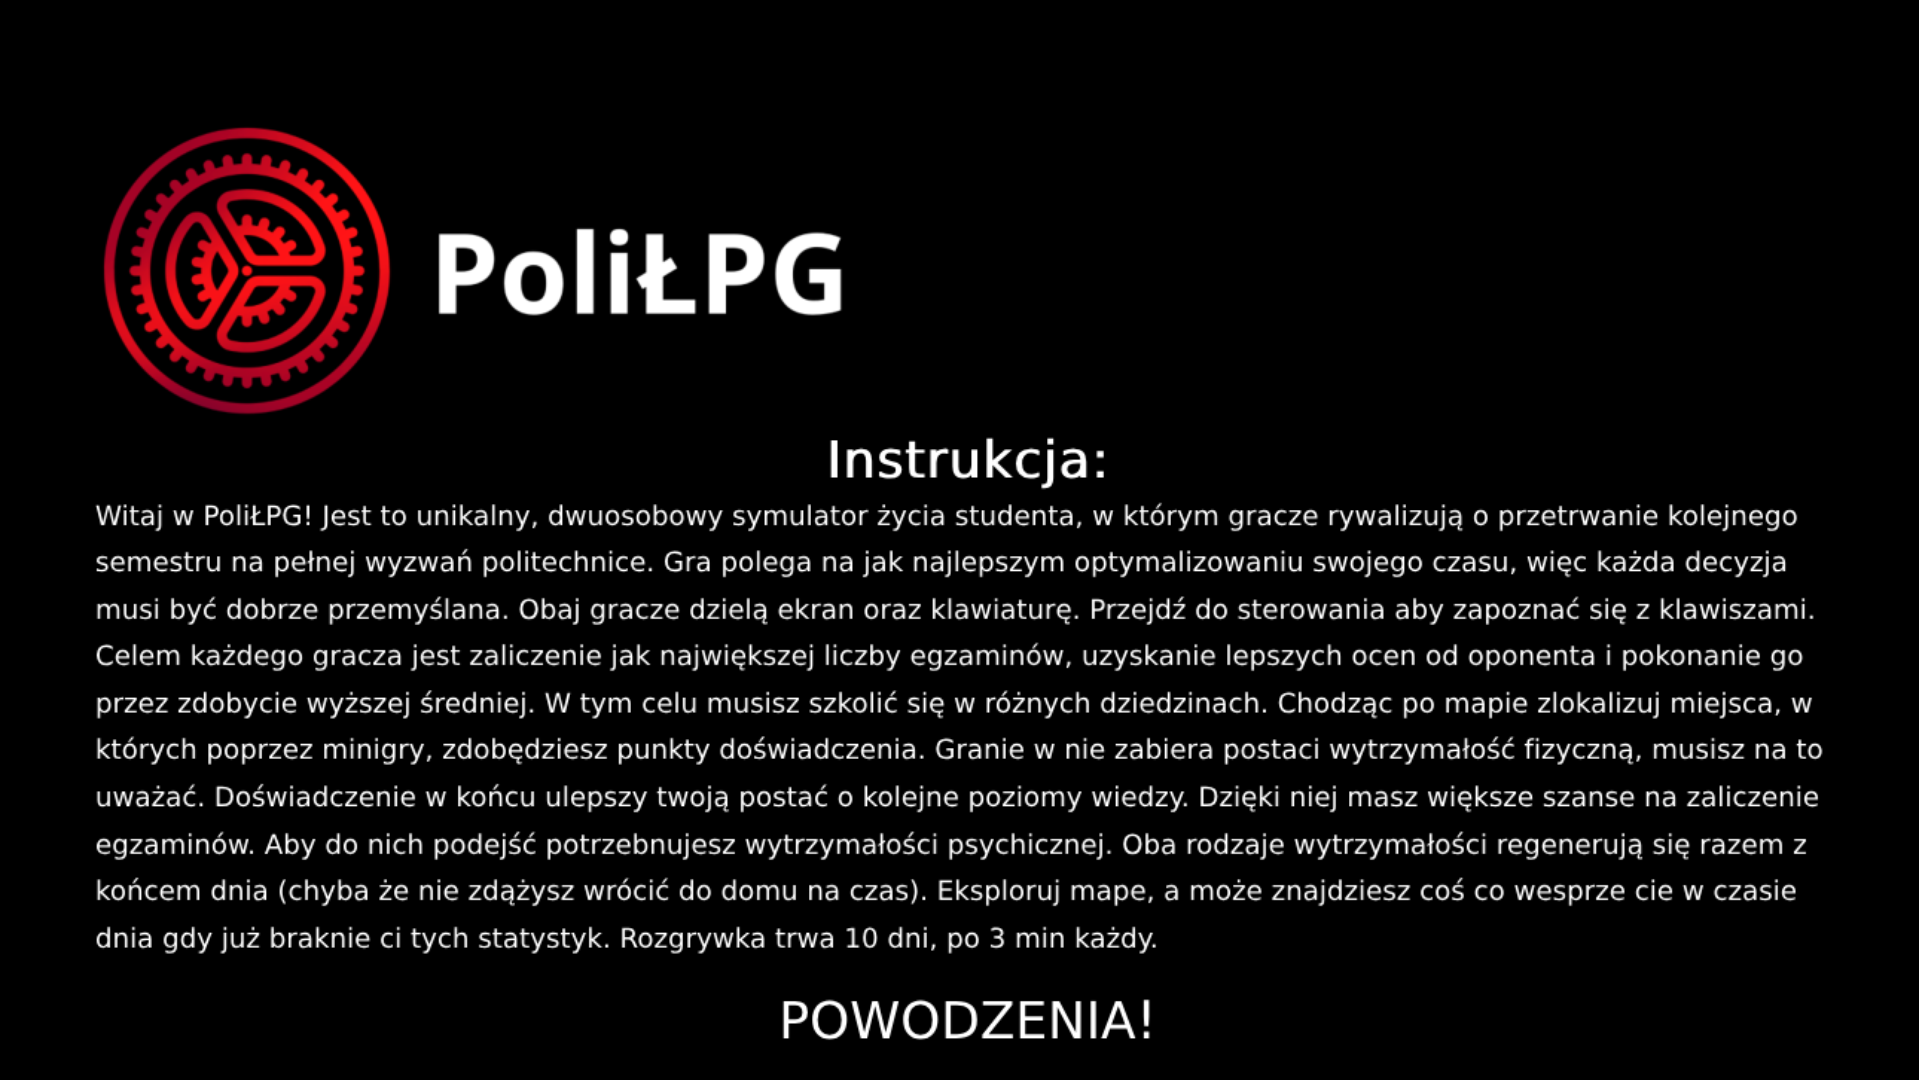 PoliŁPG
Instrukcja:
Witaj w PoliŁPG! Jest to unikalny, dwuosobowy symulator życia studenta, w którym gracze rywalizują o przetrwanie kolejnego
semestru na pełnej wyzwań politechnice. Gra polega na jak najlepszym optymalizowaniu swojego czasu, więc każda decyzja
musi być dobrze przemyślana. Obaj gracze dzielą ekran oraz klawiaturę. Przejdź do sterowania aby zapoznać się z klawiszami.
Celem każdego gracza jest zaliczenie jak największej liczby egzaminów, uzyskanie lepszych ocen od oponenta i pokonanie go
przez zdobycie wyższej średniej. W tym celu musisz szkolić się w różnych dziedzinach. Chodząc po mapie zlokalizuj miejsca, w
których poprzez minigry, zdobędziesz punkty doświadczenia. Granie w nie zabiera postaci wytrzymałość fizyczną, musisz na to
uważać. Doświadczenie w końcu ulepszy twoją postać o kolejne poziomy wiedzy. Dzięki niej masz większe szanse na zaliczenie
egzaminów. Aby do nich podejść potrzebnujesz wytrzymałości psychicznej. Oba rodzaje wytrzymałości regenerują się razem z
końcem dnia (chyba że nie zdążysz wrócić do domu na czas). Eksploruj mape, a może znajdziesz coś co wesprze cie w czasie
dnia gdy już braknie ci tych statystyk. Rozgrywka trwa 10 dni, po 3 min każdy.
POWODZENIA!